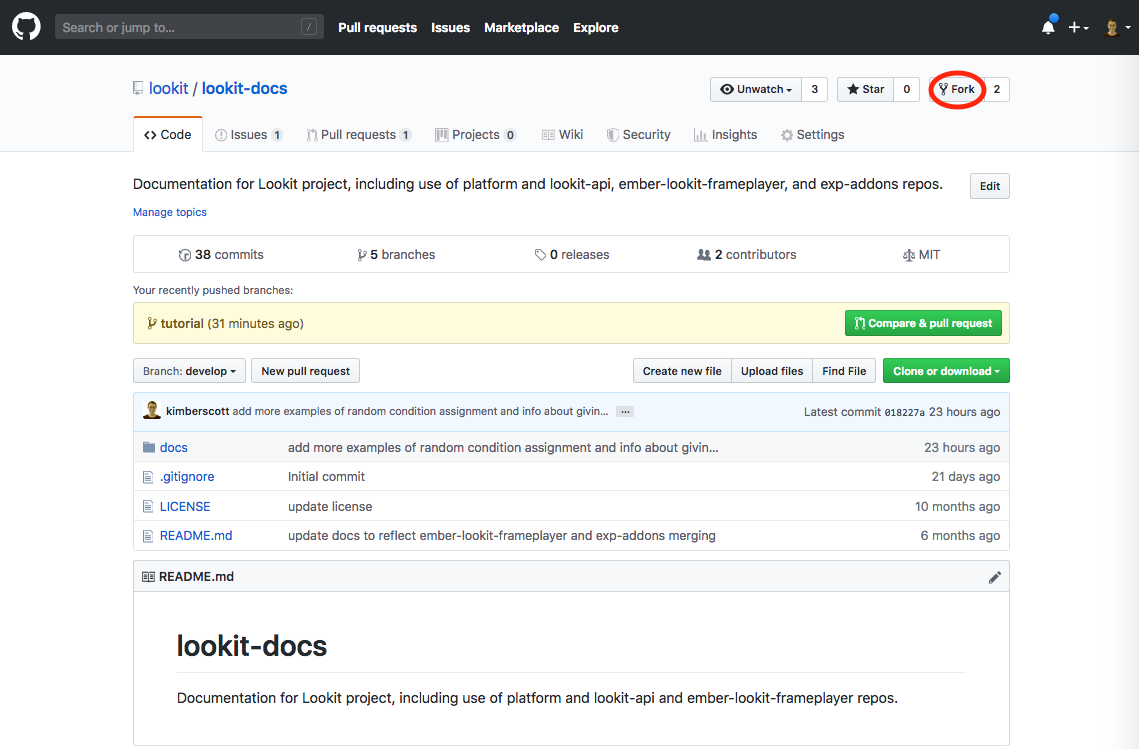 Search or jump to... / Pull requests Issues Marketplace Explore
lookit / lookit-docs Unwatch 3 Star 0 Fork 2
Code Issues 1 Pull requests 1 Projects 0 Wiki Security Insights Settings
Documentation for Lookit project, including use of platform and lookit-api, ember-lookit-frameplayer, and exp-addons repos. Edit
Manage topics
38 commits 5 branches 0 releases 2 contributors MIT
Your recently pushed branches:
tutorial (31 minutes ago) Compare & pull request
Branch: develop New pull request Create new file Upload files Find File Clone or download
kimberscott add more examples of random condition assignment and info about givin... ... Latest commit 018227a 23 hours ago
docs add more examples of random condition assignment and info about givin... 23 hours ago
.gitignore Initial commit 21 days ago
LICENSE update license 10 months ago
README.md update docs to reflect ember-lookit-frameplayer and exp-addons merging 6 months ago
README.md
lookit-docs
Documentation for Lookit project, including use of platform and lookit-api and ember-lookit-frameplayer repos.